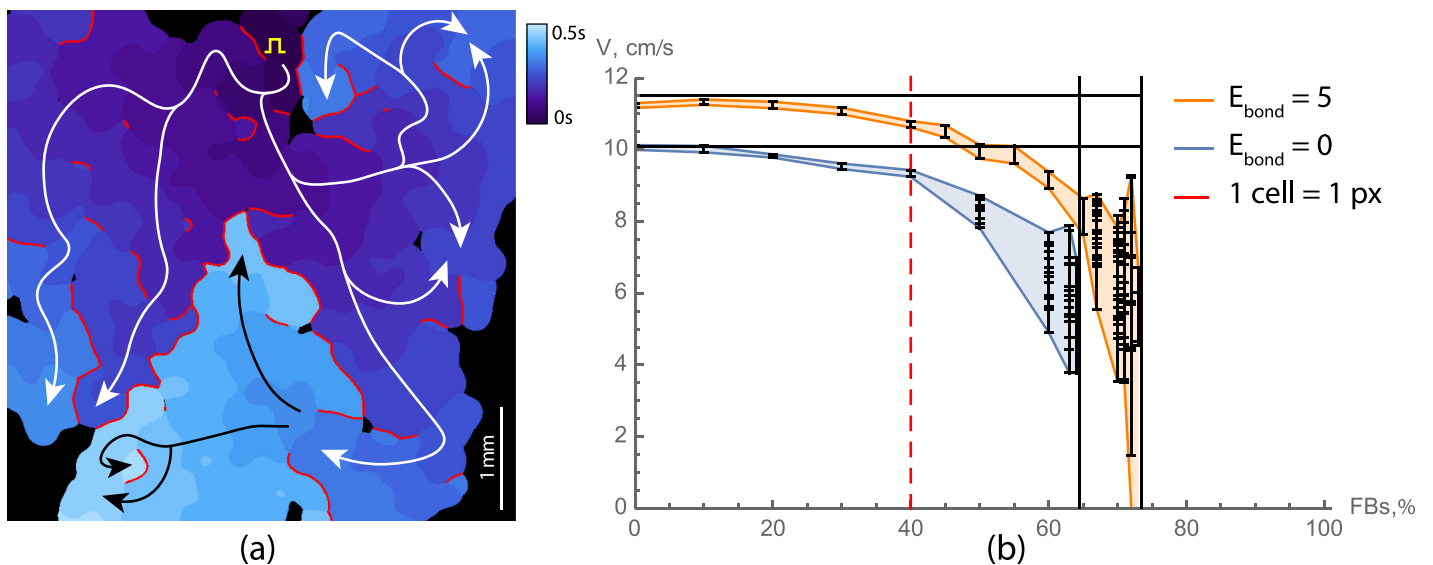 0.5s
0s
1 mm
(a)
V, cm/s
12
10
8
6
4
2
0
0 20 40 60 80 100
FBs,%
E_bond = 5
E_bond = 0
1 cell = 1 px
(b)